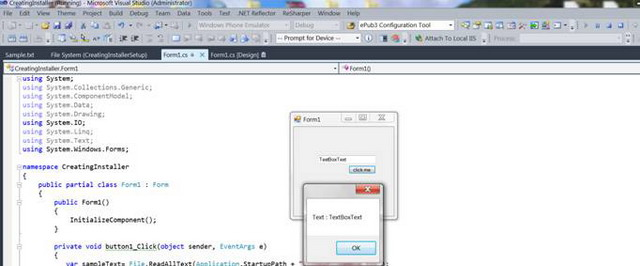 CreatingInstaller (Running) - Microsoft Visual Studio (Administrator)
File Edit View Theme Project Build Debug Team Data Tools Test .NET Reflector ReSharper Window Help
Windows Phone Emulator Debug ePub3 Configuration Tool
Prompt for Device Attach To Local IIS Process:
Sample.txt File System (CreatingInstallerSetup) Form1.cs Form1.cs [Design]
CreatingInstaller.Form1 Form1()
using System;
using System.Collections.Generic;
using System.ComponentModel;
using System.Data;
using System.Drawing;
using System.IO;
using System.Linq;
using System.Text;
using System.Windows.Forms;
namespace CreatingInstaller
{
public partial class Form1 : Form
{
public Form1()
{
InitializeComponent();
}
private void button1_Click(object sender, EventArgs e)
{
var sampleText= File.ReadAllText(Application.StartupPath + "
Form1
TextBoxText
click me
Text : TextBoxText
OK